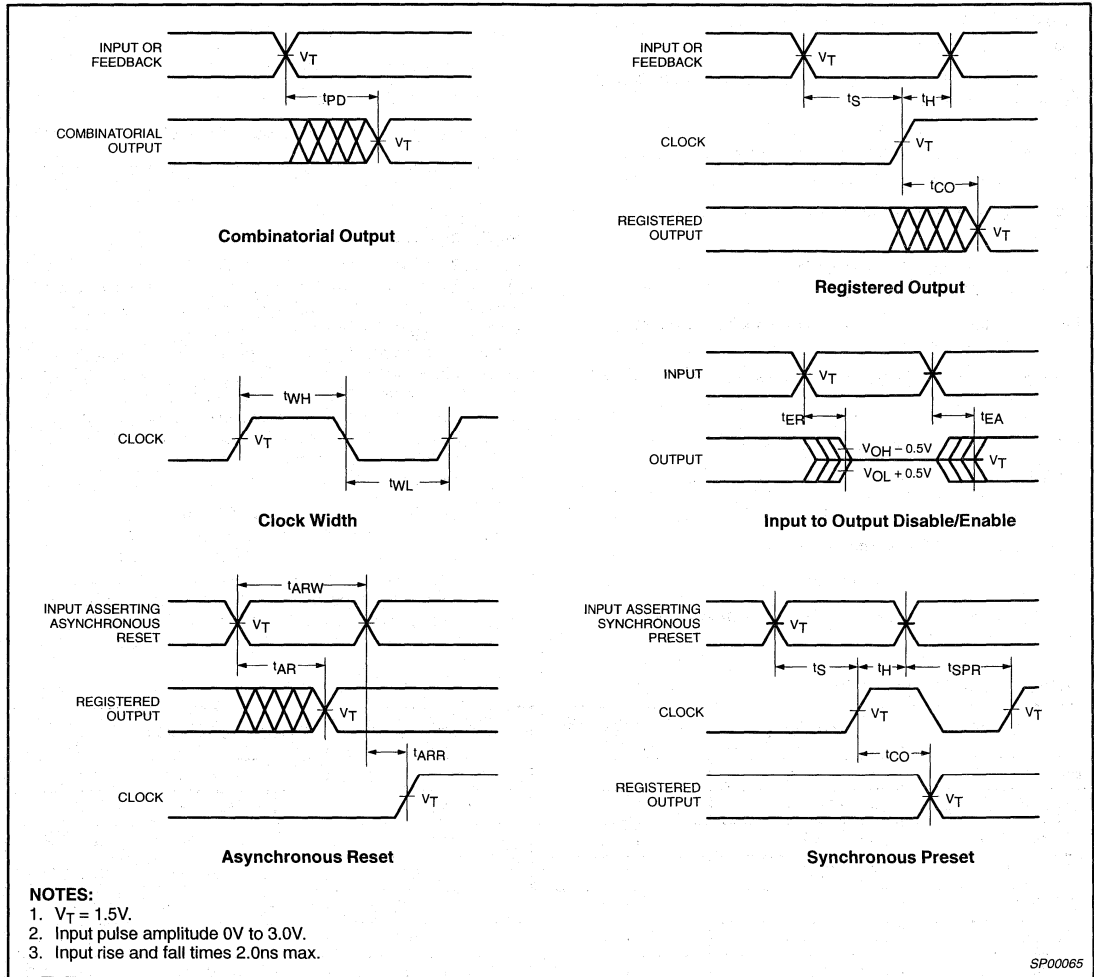 INPUT OR
FEEDBACK
VT
tPD
COMBINATORIAL
OUTPUT
VT
Combinatorial Output
INPUT OR
FEEDBACK
VT
tS
tH
CLOCK
VT
tCO
REGISTERED
OUTPUT
VT
Registered Output
tWH
CLOCK
VT
tWL
Clock Width
INPUT
VT
tER
tEA
OUTPUT
VOH – 0.5V
VOL + 0.5V
VT
Input to Output Disable/Enable
tARW
INPUT ASSERTING
ASYNCHRONOUS
RESET
VT
tAR
REGISTERED
OUTPUT
VT
tARR
CLOCK
VT
Asynchronous Reset
INPUT ASSERTING
SYNCHRONOUS
PRESET
VT
tS
tH
tSPR
CLOCK
VT
VT
tCO
REGISTERED
OUTPUT
VT
Synchronous Preset
NOTES:
1. VT = 1.5V.
2. Input pulse amplitude 0V to 3.0V.
3. Input rise and fall times 2.0ns max.
SP00065